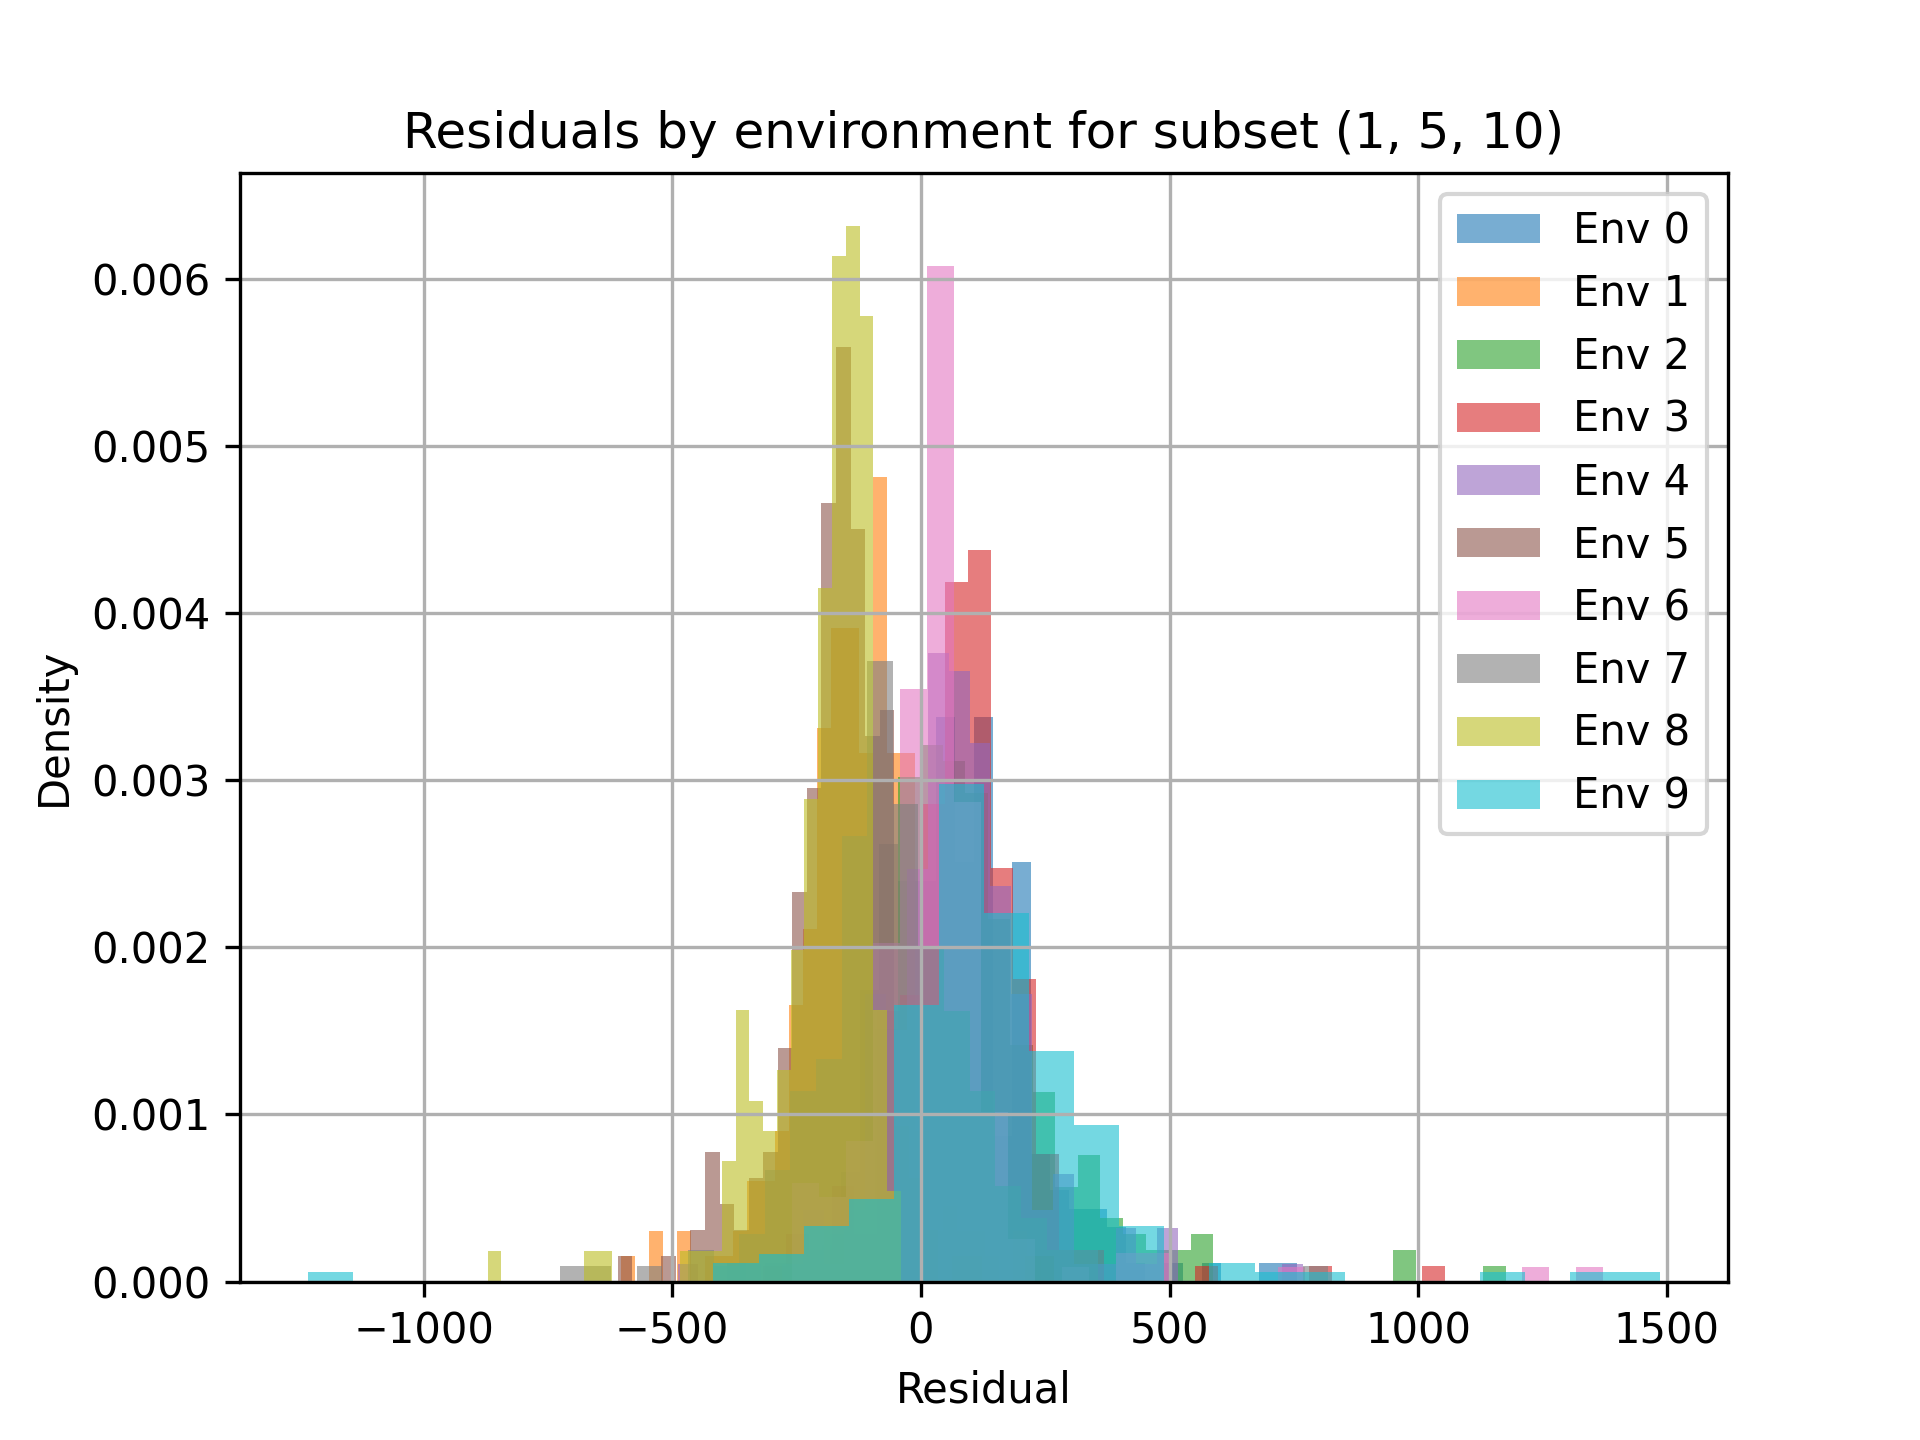 Residuals by environment for subset (1, 5, 10)
Density
0.006
0.005
0.004
0.003
0.002
0.001
0.000
−1000
−500
0
500
1000
1500
Residual
Env 0
Env 1
Env 2
Env 3
Env 4
Env 5
Env 6
Env 7
Env 8
Env 9